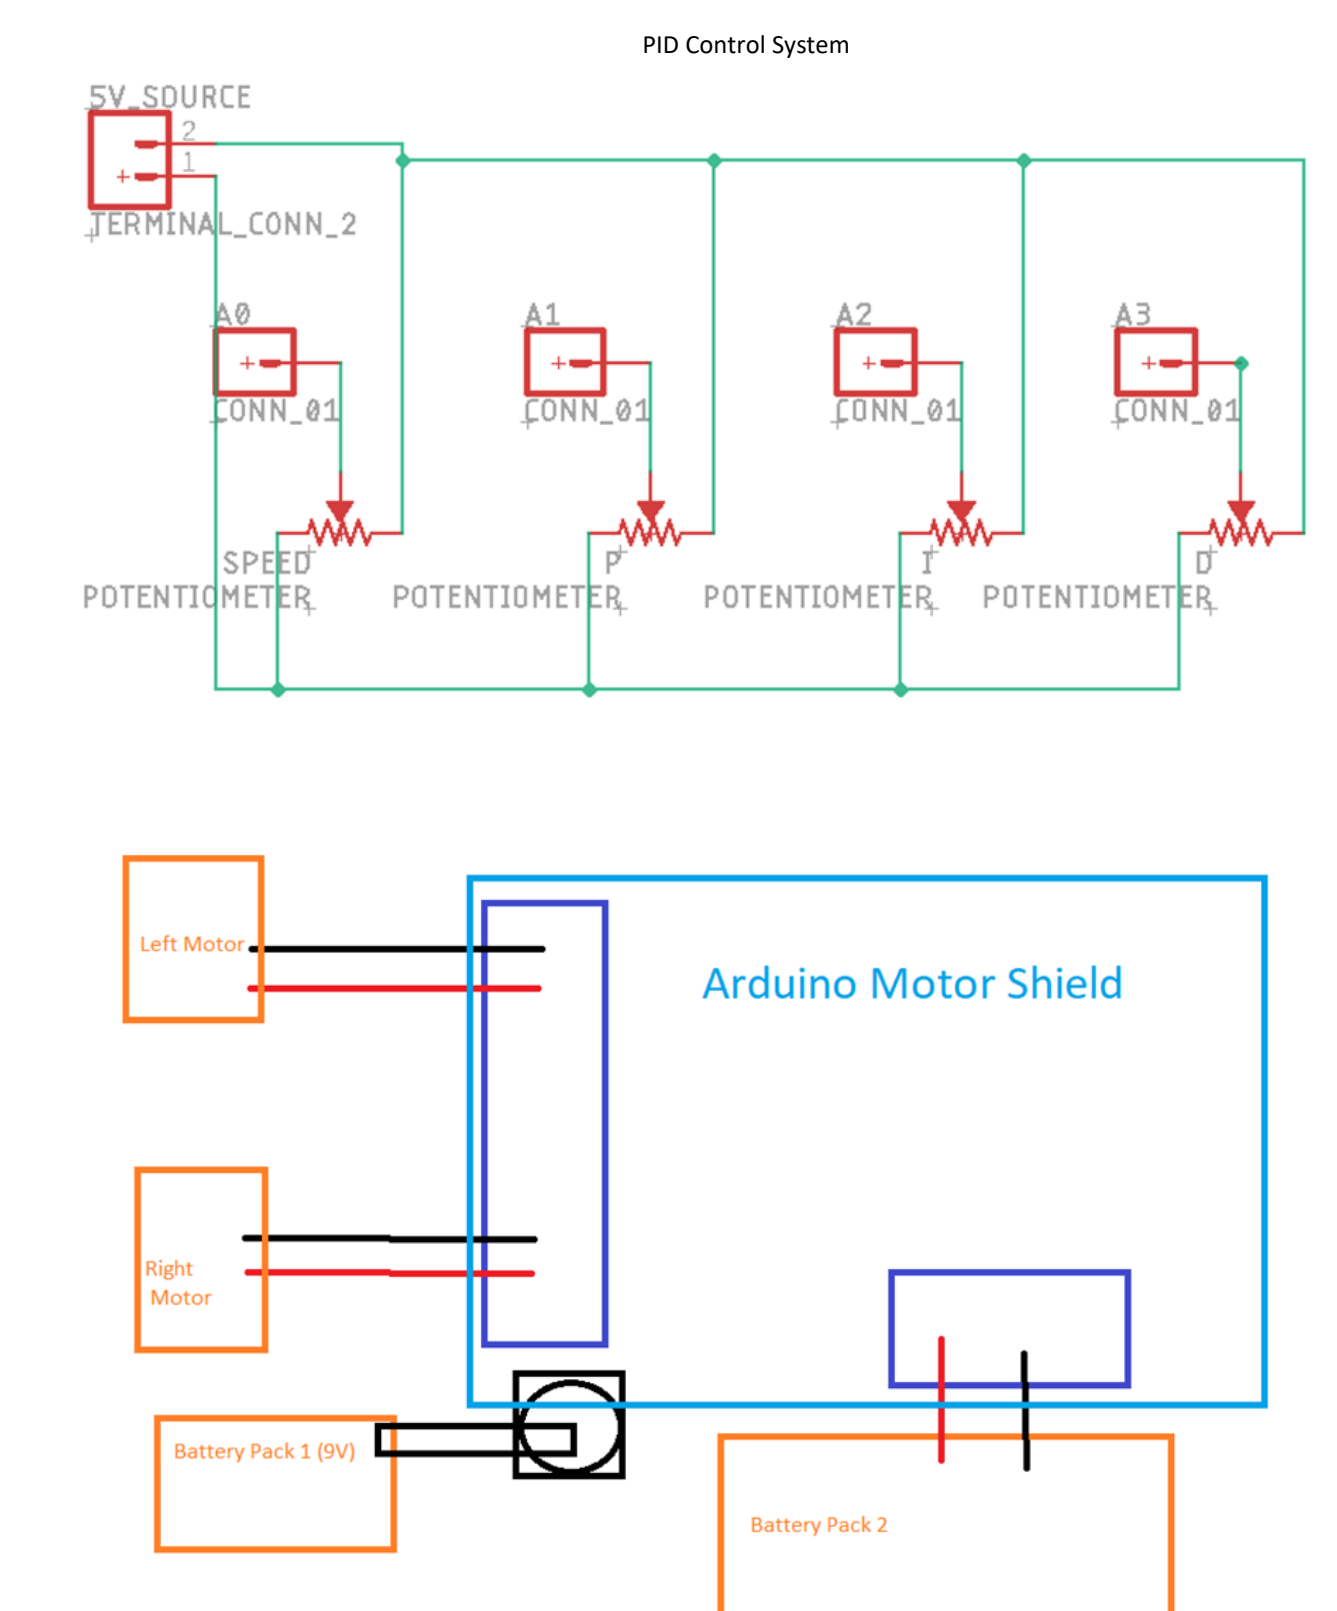 PID Control System
5V_SOURCE
2
1
TERMINAL_CONN_2
A0
A1
A2
A3
CONN_01
CONN_01
CONN_01
CONN_01
SPEED
P
I
D
POTENTIOMETER
POTENTIOMETER
POTENTIOMETER
POTENTIOMETER
Left Motor
Arduino Motor Shield
Right
Motor
Battery Pack 1 (9V)
Battery Pack 2